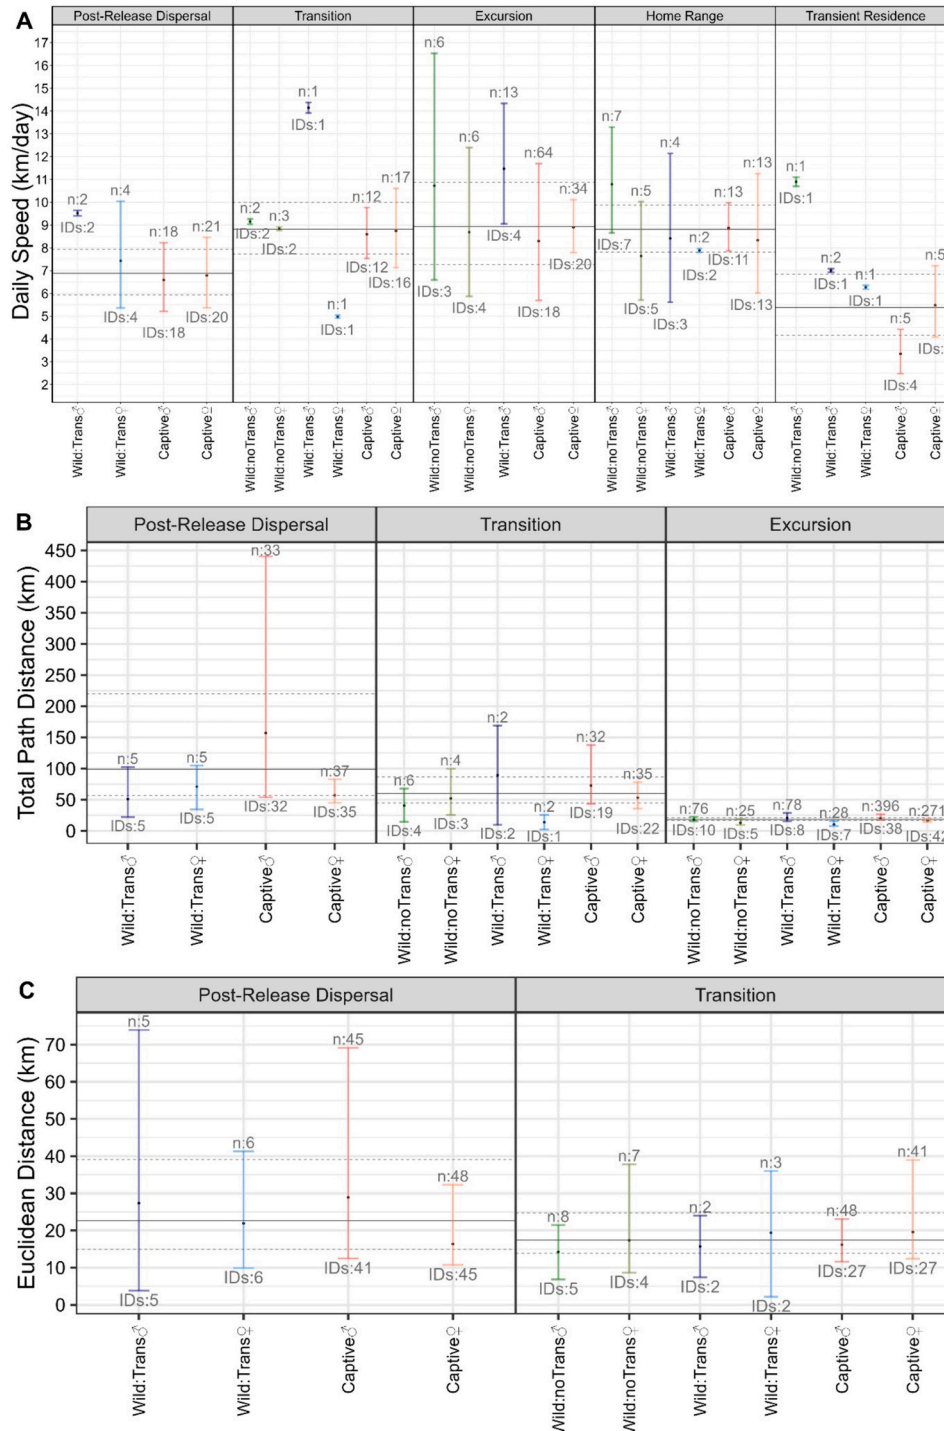 A
Post-Release Dispersal
Transition
Excursion
Home Range
Transient Residence
Daily Speed (km/day)
17
16
15
14
13
12
11
10
9
8
7
6
5
4
3
2
n:2
IDs:2
n:4
IDs:4
n:18
IDs:18
n:21
IDs:20
n:2
IDs:2
n:3
IDs:2
n:1
IDs:1
n:1
IDs:1
n:12
IDs:12
n:17
IDs:16
n:6
IDs:3
n:6
IDs:4
n:13
IDs:4
n:64
IDs:18
n:34
IDs:20
n:7
IDs:7
n:5
IDs:5
n:4
IDs:3
n:2
IDs:2
n:13
IDs:11
n:13
IDs:13
n:1
IDs:1
n:2
IDs:1
n:1
IDs:1
n:5
IDs:4
n:5
IDs:
Wild:Trans♂
Wild:Trans♀
Captive♂
Captive♀
Wild:noTrans♂
Wild:noTrans♀
Wild:Trans♂
Wild:Trans♀
Captive♂
Captive♀
Wild:noTrans♂
Wild:noTrans♀
Wild:Trans♂
Captive♂
Captive♀
Wild:noTrans♂
Wild:noTrans♀
Wild:Trans♂
Wild:Trans♀
Captive♂
Captive♀
Wild:noTrans♂
Wild:Trans♂
Wild:Trans♀
Captive♂
Captive♀
B
Post-Release Dispersal
Transition
Excursion
Total Path Distance (km)
450
400
350
300
250
200
150
100
50
0
n:5
IDs:5
n:5
IDs:5
n:33
IDs:32
n:37
IDs:35
n:6
IDs:4
n:4
IDs:3
n:2
IDs:2
n:2
IDs:1
n:32
IDs:19
n:35
IDs:22
n:76
IDs:10
n:25
IDs:5
n:78
IDs:8
n:28
IDs:7
n:396
IDs:38
n:271
IDs:42
Wild:Trans♂
Wild:Trans♀
Captive♂
Captive♀
Wild:noTrans♂
Wild:noTrans♀
Wild:Trans♂
Wild:Trans♀
Captive♂
Captive♀
Wild:noTrans♂
Wild:noTrans♀
Wild:Trans♂
Wild:Trans♀
Captive♂
Captive♀
C
Post-Release Dispersal
Transition
Euclidean Distance (km)
70
60
50
40
30
20
10
0
n:5
IDs:5
n:6
IDs:6
n:45
IDs:41
n:48
IDs:45
n:8
IDs:5
n:7
IDs:4
n:2
IDs:2
n:3
IDs:2
n:48
IDs:27
n:41
IDs:27
Wild:Trans♂
Wild:Trans♀
Captive♂
Captive♀
Wild:noTrans♂
Wild:noTrans♀
Wild:Trans♂
Wild:Trans♀
Captive♂
Captive♀